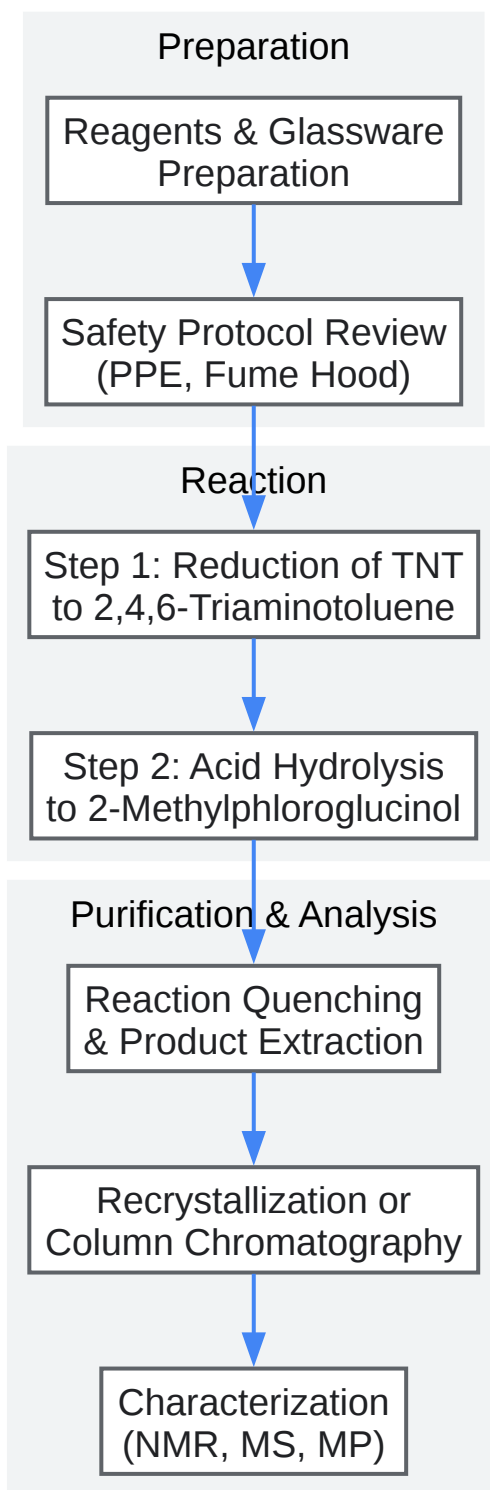 Preparation
Reagents & Glassware
Preparation
Safety Protocol Review
(PPE, Fume Hood)
Reaction
Step 1: Reduction of TNT
to 2,4,6-Triaminotoluene
Step 2: Acid Hydrolysis
to 2-Methylphloroglucinol
Purification & Analysis
Reaction Quenching
& Product Extraction
Recrystallization or
Column Chromatography
Characterization
(NMR, MS, MP)